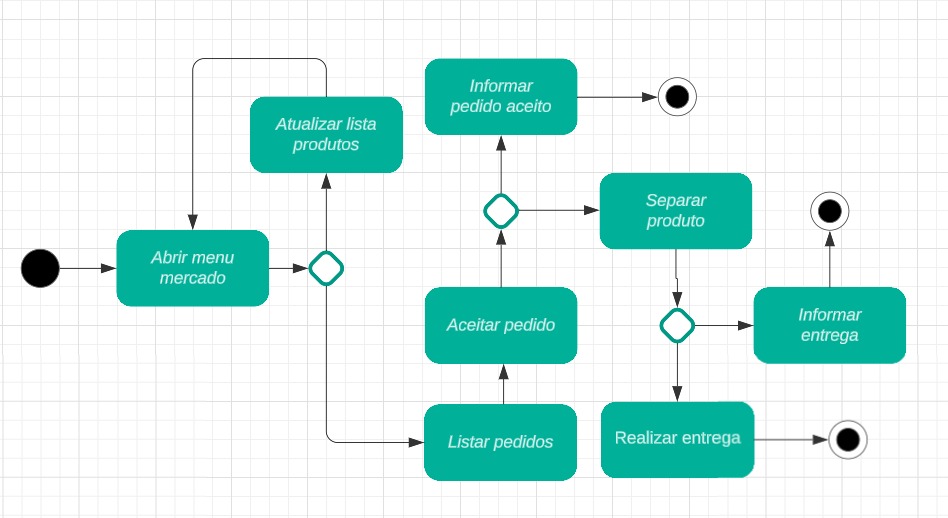 Informar
pedido aceito
Atualizar lista
produtos
Separar
produto
Abrir menu
mercado
Aceitar pedido
Informar
entrega
Listar pedidos
Realizar entrega